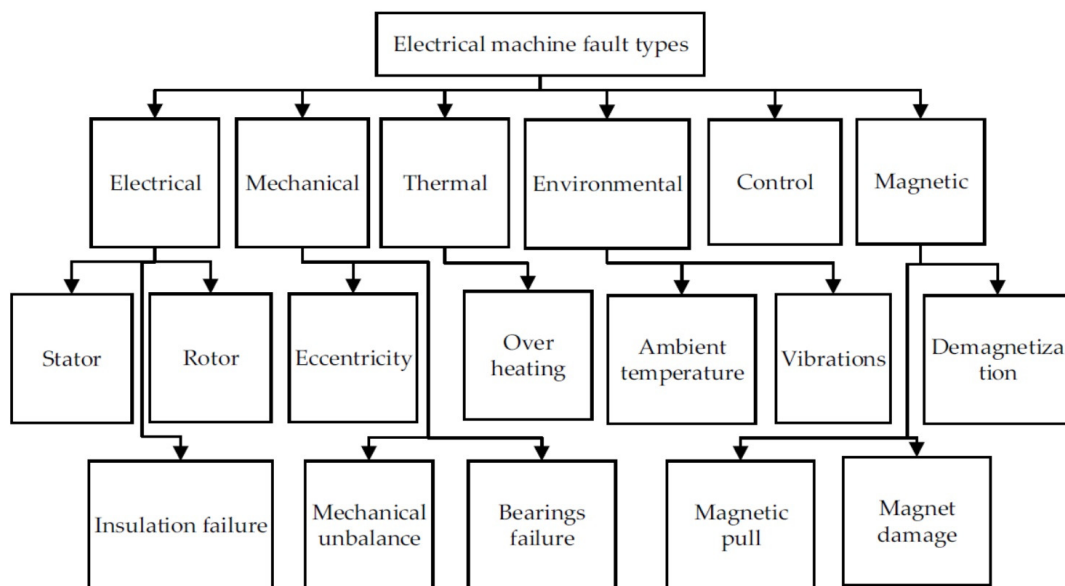 Electrical machine fault types
Electrical
Mechanical
Thermal
Environmental
Control
Magnetic
Stator
Rotor
Eccentricity
Over
heating
Ambient
temperature
Vibrations
Demagnetiza
tion
Insulation failure
Mechanical
unbalance
Bearings
failure
Magnetic
pull
Magnet
damage